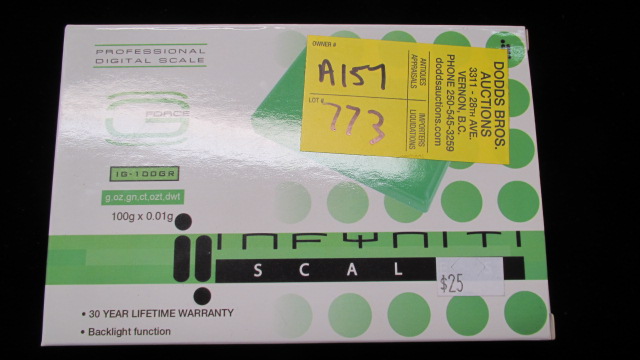 PROFESSIONAL
DIGITAL SCALE
G FORCE
IG-100GR
g,oz,gn,ct,ozt,dwt
100g x 0.01g
INFYNITI
SCAL
$25
• 30 YEAR LIFETIME WARRANTY
• Backlight function
OWNER #
A157
LOT #
773
ANTIQUES
APPRAISALS
IMPORTERS
LIQUIDATIONS
DODDS BROS.
AUCTIONS
3311 - 28TH AVE.
VERNON, B.C.
PHONE 250-545-3259
doddsauctions.com